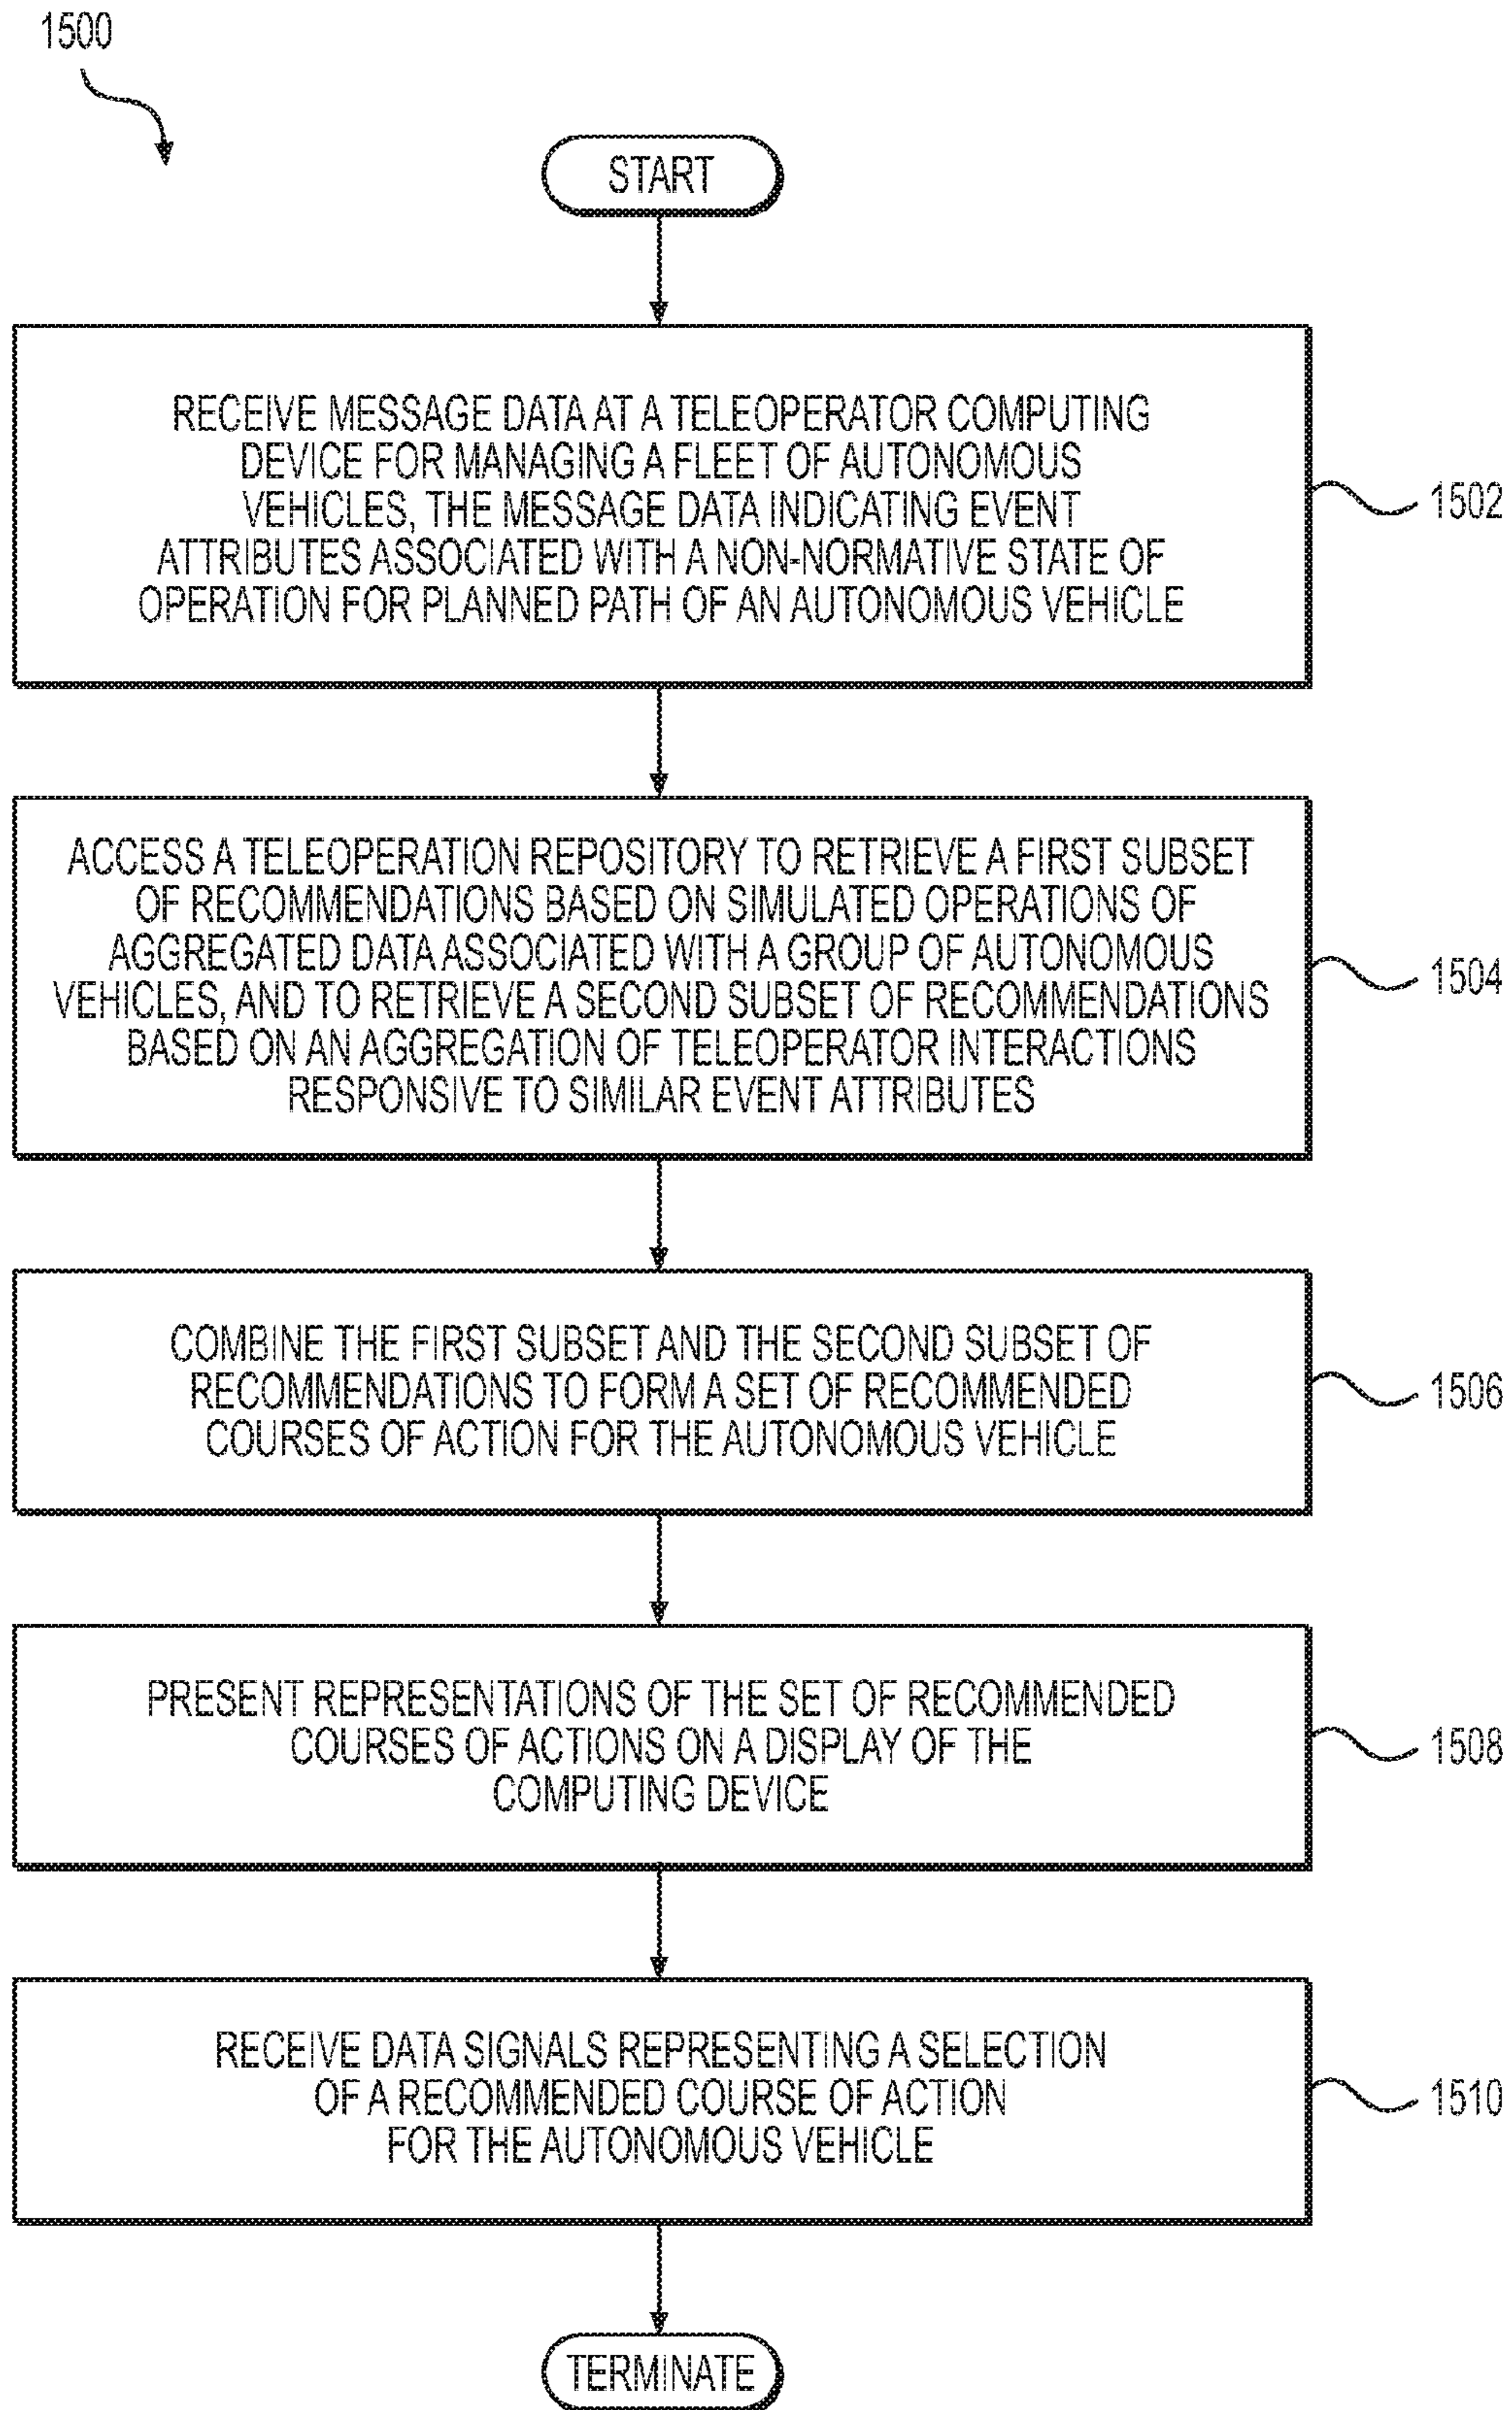 1500
START
RECEIVE MESSAGE DATA AT A TELEOPERATOR COMPUTING
DEVICE FOR MANAGING A FLEET OF AUTONOMOUS
VEHICLES, THE MESSAGE DATA INDICATING EVENT
ATTRIBUTES ASSOCIATED WITH A NON-NORMATIVE STATE OF
OPERATION FOR PLANNED PATH OF AN AUTONOMOUS VEHICLE
1502
ACCESS A TELEOPERATION REPOSITORY TO RETRIEVE A FIRST SUBSET
OF RECOMMENDATIONS BASED ON SIMULATED OPERATIONS OF
AGGREGATED DATA ASSOCIATED WITH A GROUP OF AUTONOMOUS
VEHICLES, AND TO RETRIEVE A SECOND SUBSET OF RECOMMENDATIONS
BASED ON AN AGGREGATION OF TELEOPERATOR INTERACTIONS
RESPONSIVE TO SIMILAR EVENT ATTRIBUTES
1504
COMBINE THE FIRST SUBSET AND THE SECOND SUBSET OF
RECOMMENDATIONS TO FORM A SET OF RECOMMENDED
COURSES OF ACTION FOR THE AUTONOMOUS VEHICLE
1506
PRESENT REPRESENTATIONS OF THE SET OF RECOMMENDED
COURSES OF ACTIONS ON A DISPLAY OF THE
COMPUTING DEVICE
1508
RECEIVE DATA SIGNALS REPRESENTING A SELECTION
OF A RECOMMENDED COURSE OF ACTION
FOR THE AUTONOMOUS VEHICLE
1510
TERMINATE